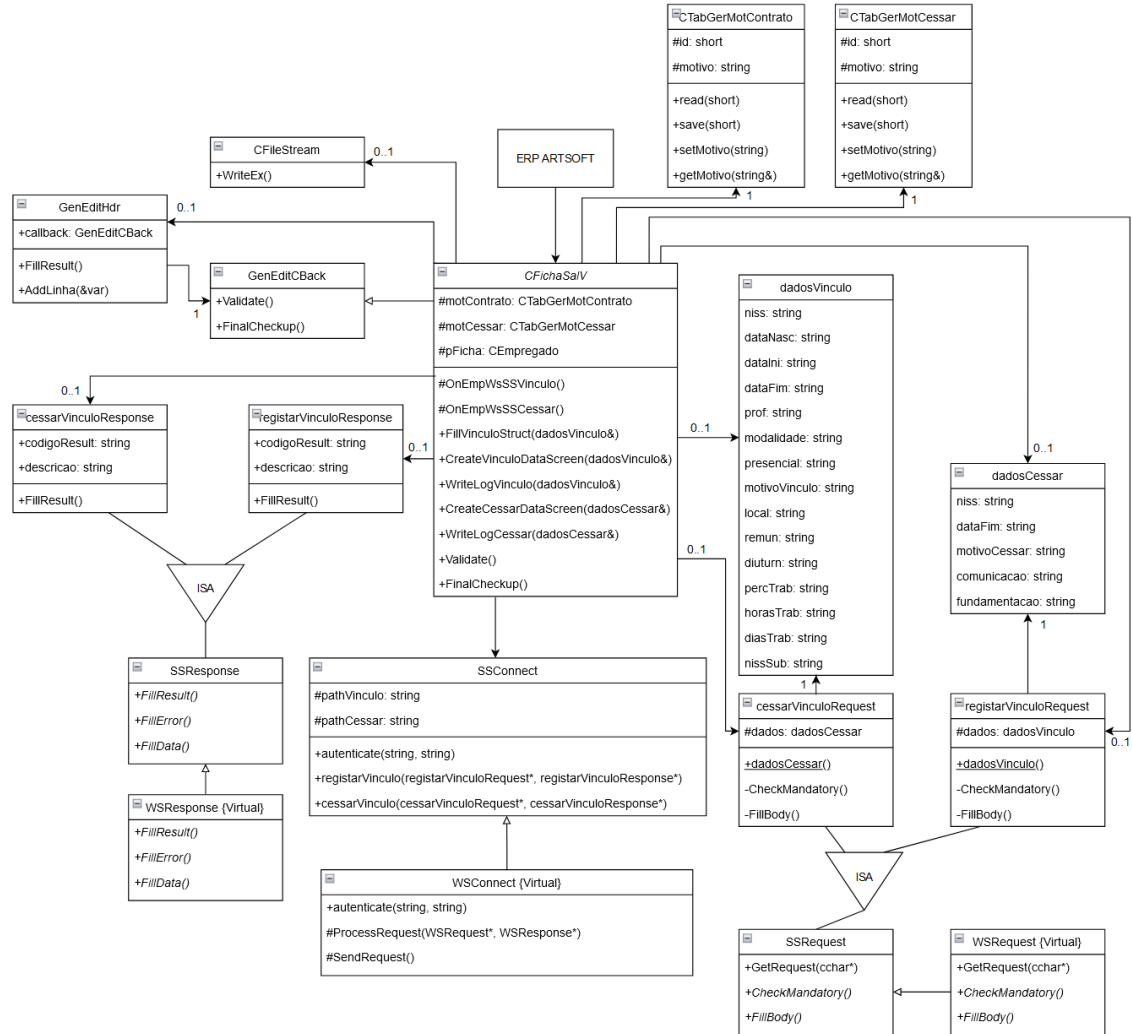 CTabGerMotContrato
#id: short
#motivo: string
+read(short)
+save(short)
+setMotivo(string)
+getMotivo(string&)
1
CTabGerMotCessar
#id: short
#motivo: string
+read(short)
+save(short)
+setMotivo(string)
+getMotivo(string&)
1
CFileStream
+WriteEx()
0..1
ERP ARTSOFT
GenEditHdr
+callback: GenEditCBack
+FillResult()
+AddLinha(&var)
0..1
1
GenEditCBack
+Validate()
+FinalCheckup()
CFichaSalV
#motContrato: CTabGerMotContrato
#motCessar: CTabGerMotCessar
#pFicha: CEmpregado
#OnEmpWsSSVinculo()
#OnEmpWsSSCessar()
+FillVinculoStruct(dadosVinculo&)
+CreateVinculoDataScreen(dadosVinculo&)
+WriteLogVinculo(dadosVinculo&)
+CreateCessarDataScreen(dadosCessar&)
+WriteLogCessar(dadosCessar&)
+Validate()
+FinalCheckup()
0..1
0..1
dadosVinculo
niss: string
dataNasc: string
dataIni: string
dataFim: string
prof: string
modalidade: string
presencial: string
motivoVinculo: string
local: string
remun: string
diuturn: string
percTrab: string
horasTrab: string
diasTrab: string
nissSub: string
1
0..1
dadosCessar
niss: string
dataFim: string
motivoCessar: string
comunicacao: string
fundamentacao: string
1
0..1
cessarVinculoResponse
+codigoResult: string
+descricao: string
+FillResult()
registarVinculoResponse
+codigoResult: string
+descricao: string
+FillResult()
0..1
ISA
SSResponse
+FillResult()
+FillError()
+FillData()
WSResponse {Virtual}
+FillResult()
+FillError()
+FillData()
SSConnect
#pathVinculo: string
#pathCessar: string
+autenticate(string, string)
+registarVinculo(registarVinculoRequest*, registarVinculoResponse*)
+cessarVinculo(cessarVinculoRequest*, cessarVinculoResponse*)
WSConnect {Virtual}
+autenticate(string, string)
#ProcessRequest(WSRequest*, WSResponse*)
#SendRequest()
cessarVinculoRequest
#dados: dadosCessar
+dadosCessar()
-CheckMandatory()
-FillBody()
registarVinculoRequest
#dados: dadosVinculo
+dadosVinculo()
-CheckMandatory()
-FillBody()
0..1
ISA
SSRequest
+GetRequest(cchar*)
+CheckMandatory()
+FillBody()
WSRequest {Virtual}
+GetRequest(cchar*)
+CheckMandatory()
+FillBody()